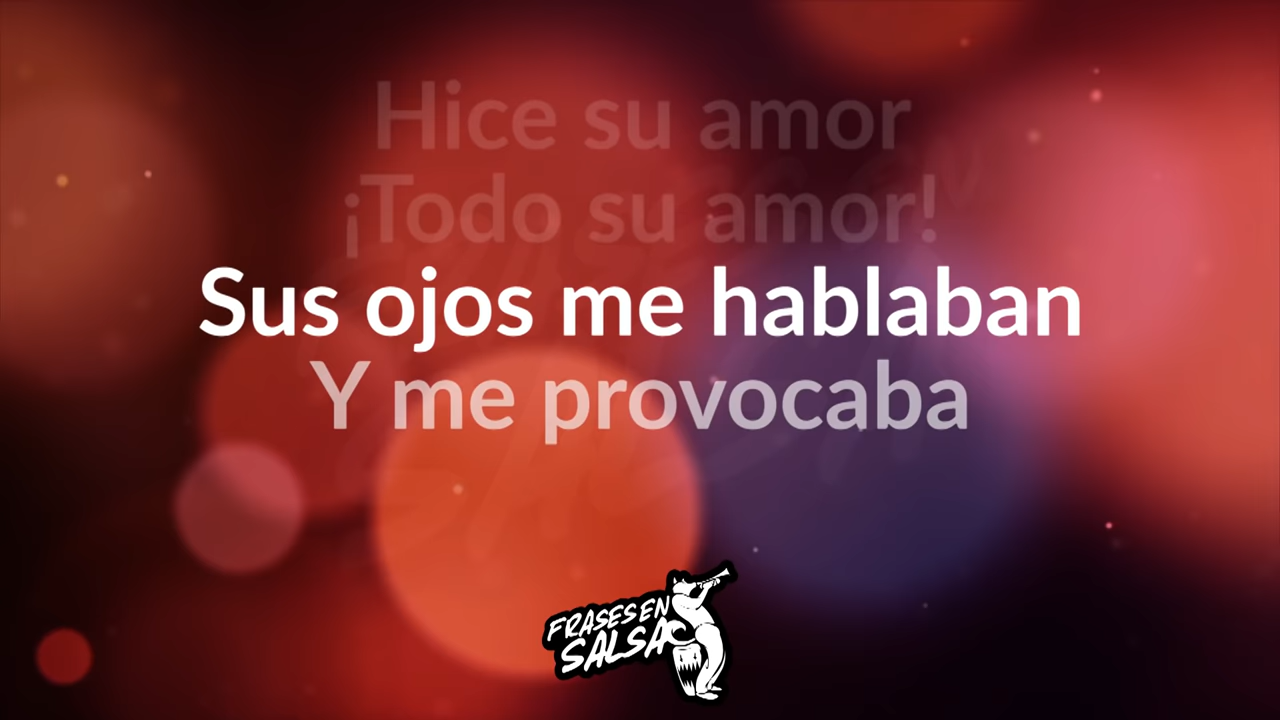 Hice su amor
¡Todo su amor!
Sus ojos me hablaban
Y me provocaba
FRASES EN
SALSA